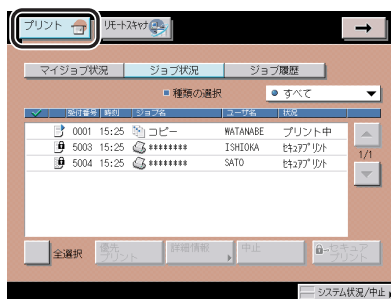 プリント リモートスキャナ →
マイジョブ状況 ジョブ状況 ジョブ履歴
■ 種類の選択 ● すべて ▼
受付番号 時刻 ジョブ名 ユーザ名 状況
0001 15:25 コピー WATANABE プリント中
5003 15:25 ******** ISHIOKA セキュアプリント
5004 15:25 ******** SATO セキュアプリント
1/1
全選択 優先プリント 詳細情報 中止 セキュアプリント
システム状況/中止